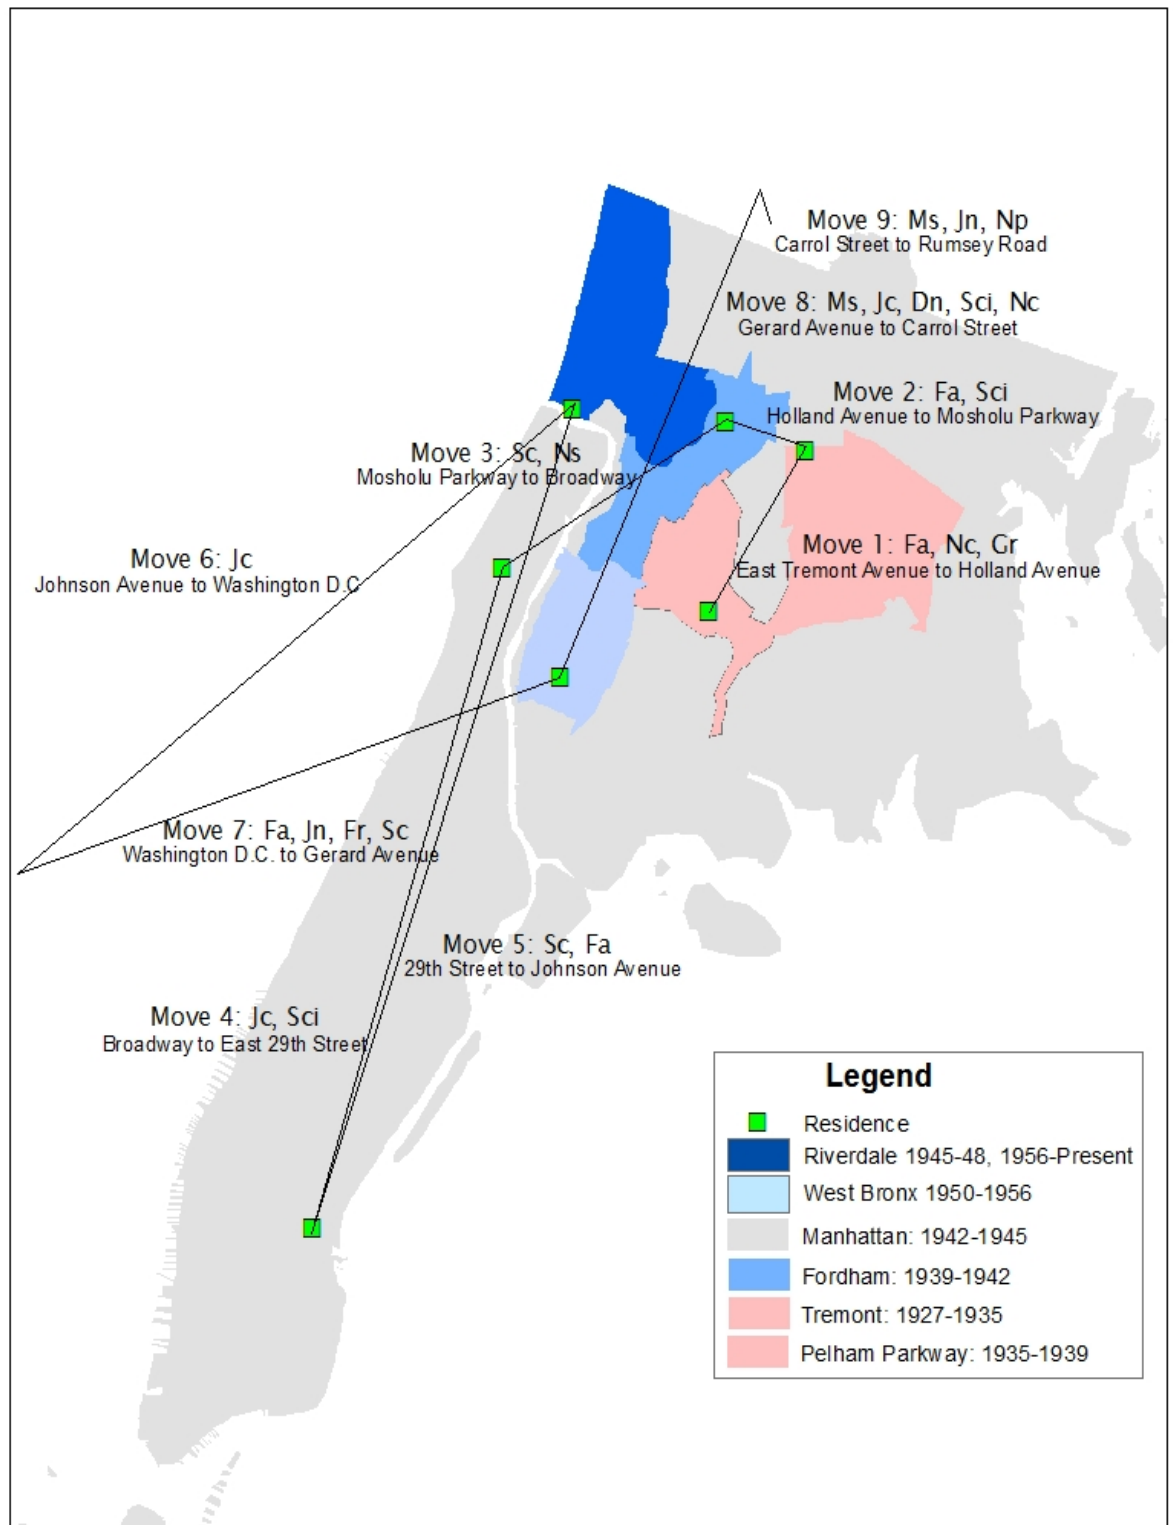 Move 9: Ms, Jn, Np
Carrol Street to Rumsey Road
Move 8: Ms, Jc, Dn, Sci, Nc
Gerard Avenue to Carrol Street
Move 2: Fa, Sci
Holland Avenue to Mosholu Parkway
Move 3: Sc, Ns
Mosholu Parkway to Broadway
Move 1: Fa, Nc, Gr
East Tremont Avenue to Holland Avenue
Move 6: Jc
Johnson Avenue to Washington D.C
Move 7: Fa, Jn, Fr, Sc
Washington D.C. to Gerard Avenue
Move 5: Sc, Fa
29th Street to Johnson Avenue
Move 4: Jc, Sci
Broadway to East 29th Street
Legend
Residence
Riverdale 1945-48, 1956-Present
West Bronx 1950-1956
Manhattan: 1942-1945
Fordham: 1939-1942
Tremont: 1927-1935
Pelham Parkway: 1935-1939